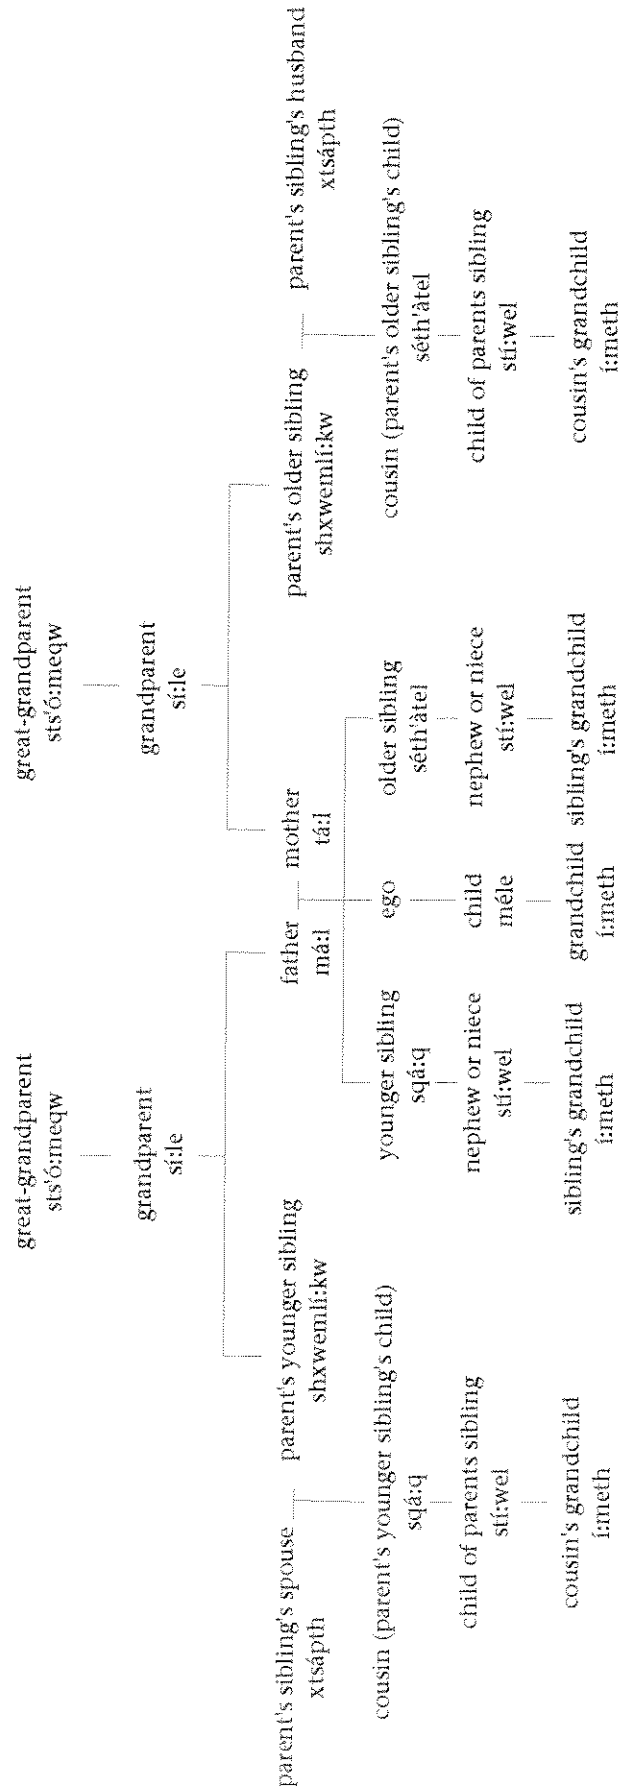 great-grandparent
sts'ó:meqw
great-grandparent
sts'ó:meqw
grandparent
sí:le
grandparent
sí:le
parent's sibling's spouse
xtsápth
parent's younger sibling
shxwemlí:kw
father
má:l
mother
tá:l
parent's older sibling
shxwemlí:kw
parent's sibling's husband
xtsápth
cousin (parent's younger sibling's child)
sqá:q
younger sibling
sqá:q
ego
older sibling
séth'àtel
cousin (parent's older sibling's child)
séth'àtel
child of parents sibling
stí:wel
nephew or niece
stí:wel
child
méle
nephew or niece
stí:wel
child of parents sibling
stí:wel
cousin's grandchild
í:meth
sibling's grandchild
í:meth
grandchild
í:meth
sibling's grandchild
í:meth
cousin's grandchild
í:meth